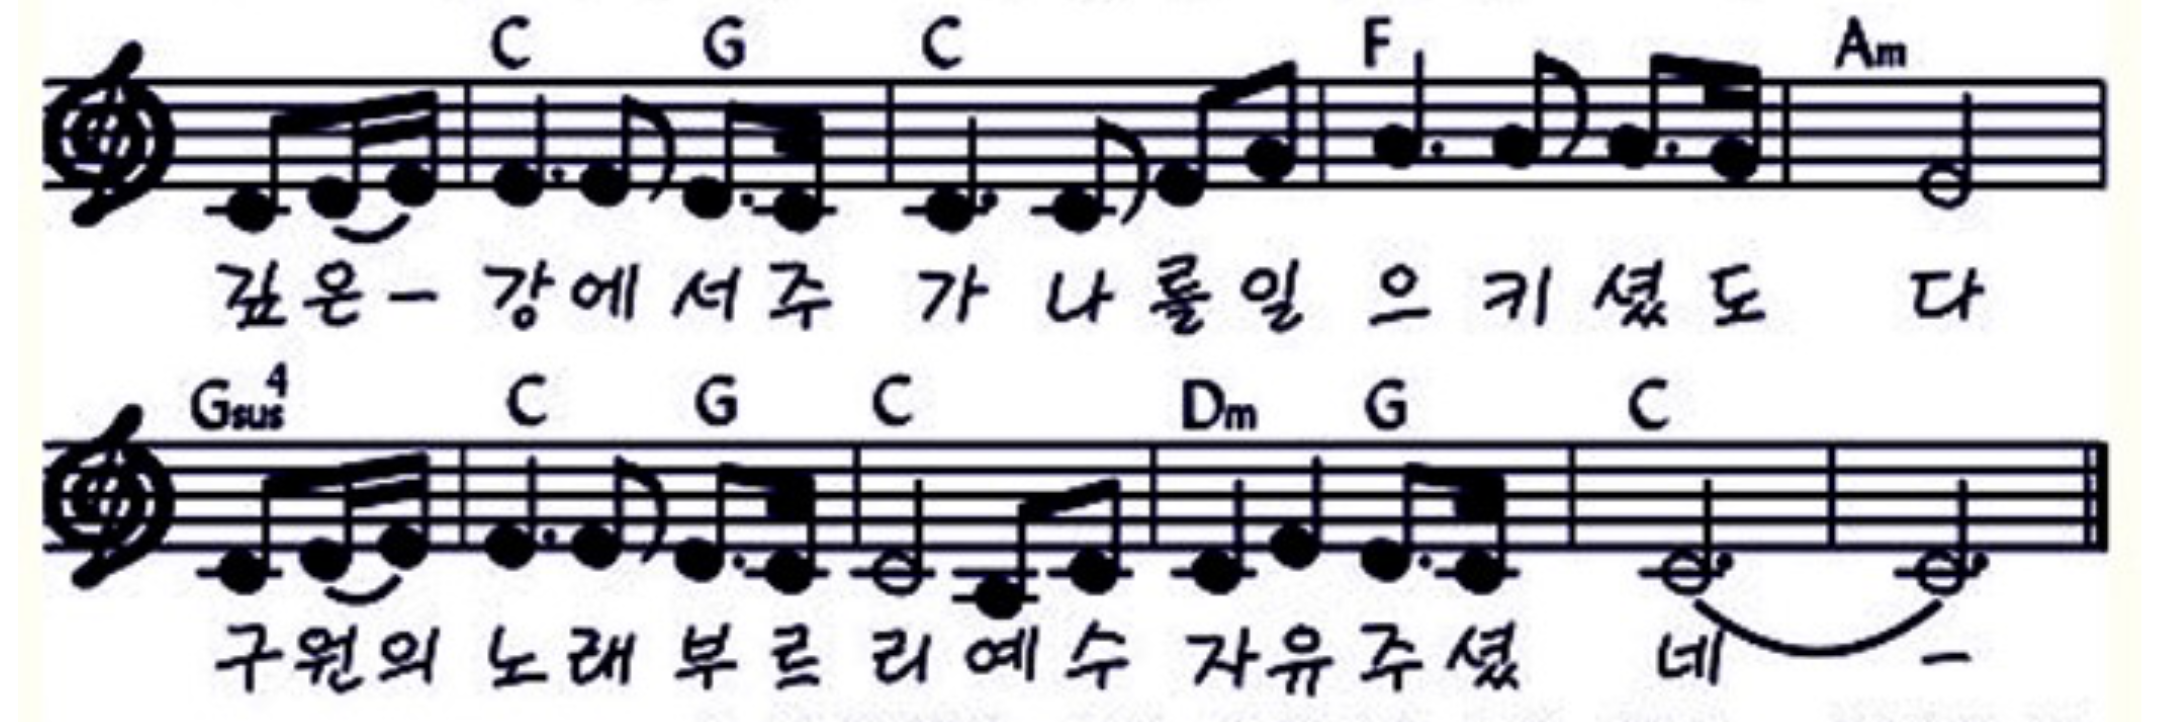 C G C F Am
깊은- 강에 서주 가 나를일 으키셨도 다
Gsus4 C G C Dm G C
구원의 노래 부르 리예수 자유주셨 네 -